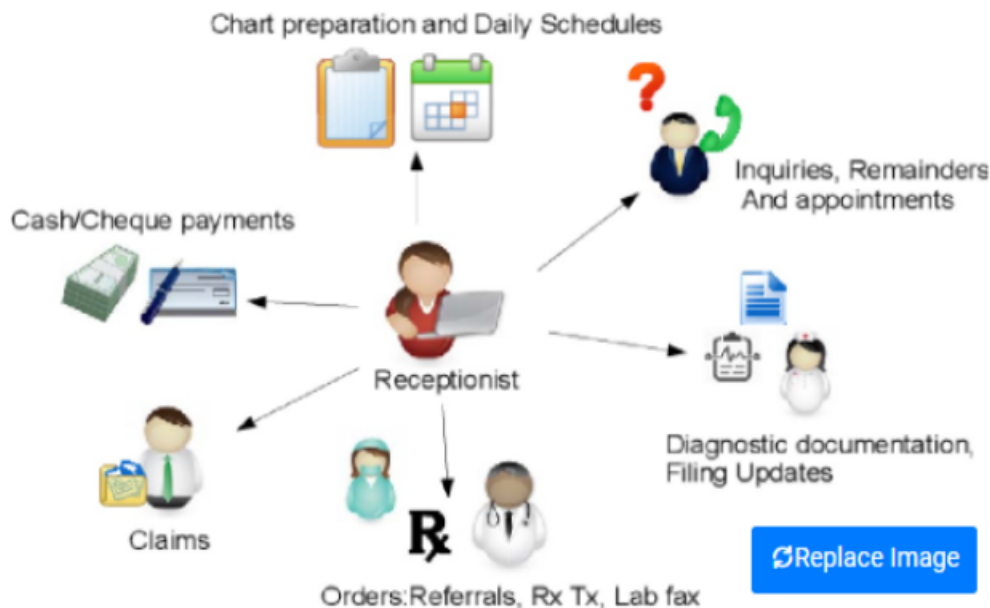 Chart preparation and Daily Schedules
Inquiries, Remainders
And appointments
Cash/Cheque payments
Receptionist
Diagnostic documentation,
Filing Updates
Claims
Rx
Replace Image
Orders:Referrals, Rx Tx, Lab fax